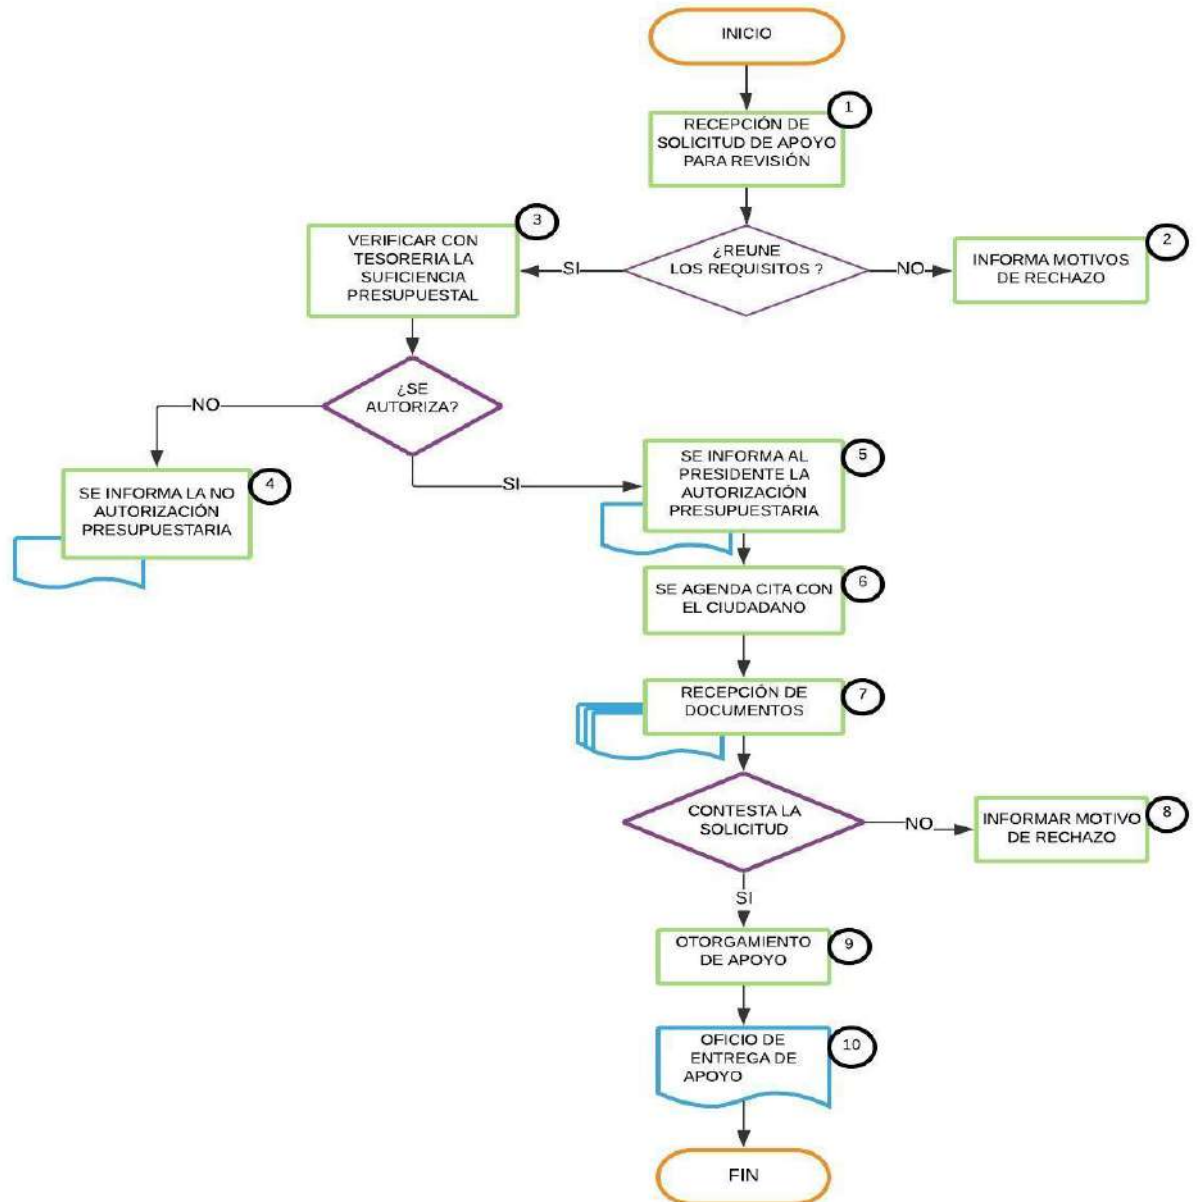 INICIO
1
RECEPCIÓN DE
SOLICITUD DE APOYO
PARA REVISIÓN
¿REUNE
LOS REQUISITOS ?
NO
2
INFORMA MOTIVOS
DE RECHAZO
SI
3
VERIFICAR CON
TESORERIA LA
SUFICIENCIA
PRESUPUESTAL
¿SE
AUTORIZA?
NO
4
SE INFORMA LA NO
AUTORIZACIÓN
PRESUPUESTARIA
SI
5
SE INFORMA AL
PRESIDENTE LA
AUTORIZACIÓN
PRESUPUESTARIA
6
SE AGENDA CITA CON
EL CIUDADANO
7
RECEPCIÓN DE
DOCUMENTOS
CONTESTA LA
SOLICITUD
NO
8
INFORMAR MOTIVO
DE RECHAZO
SI
9
OTORGAMIENTO
DE APOYO
10
OFICIO DE
ENTREGA DE
APOYO
FIN